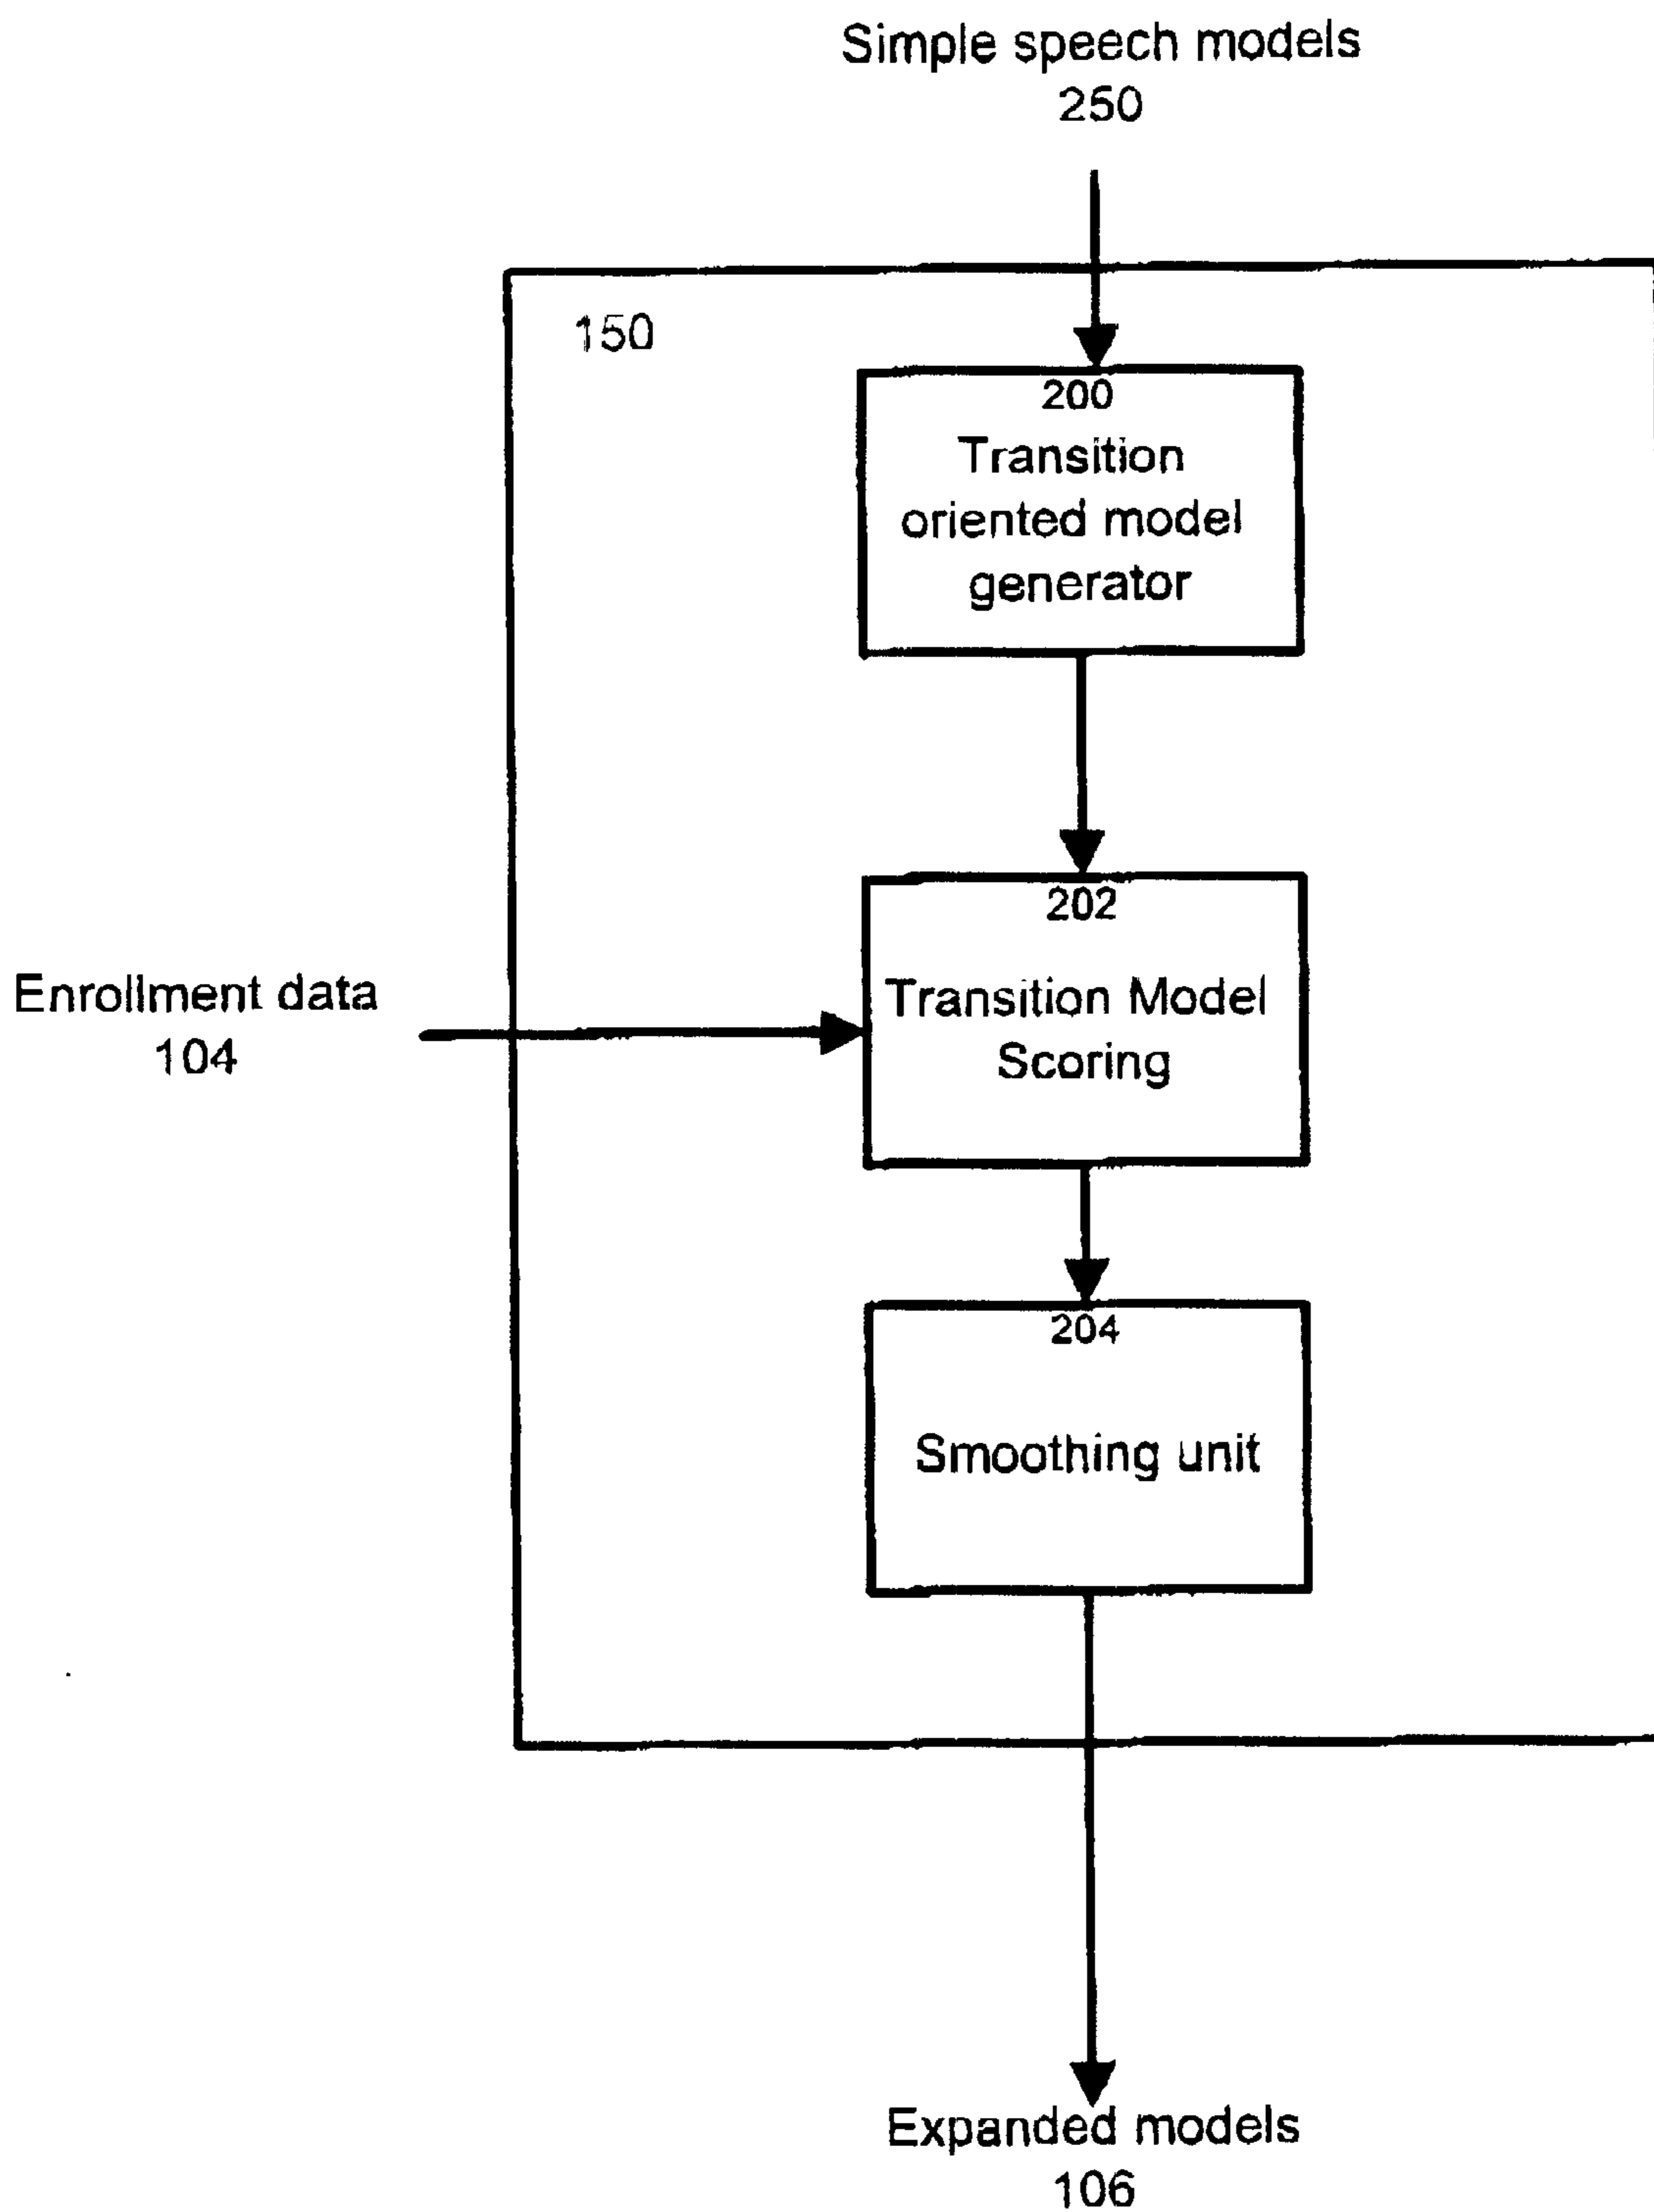 Simple speech models
250
150
200
Transition
oriented model
generator
202
Transition Model
Scoring
Enrollment data
104
204
Smoothing unit
Expanded models
106